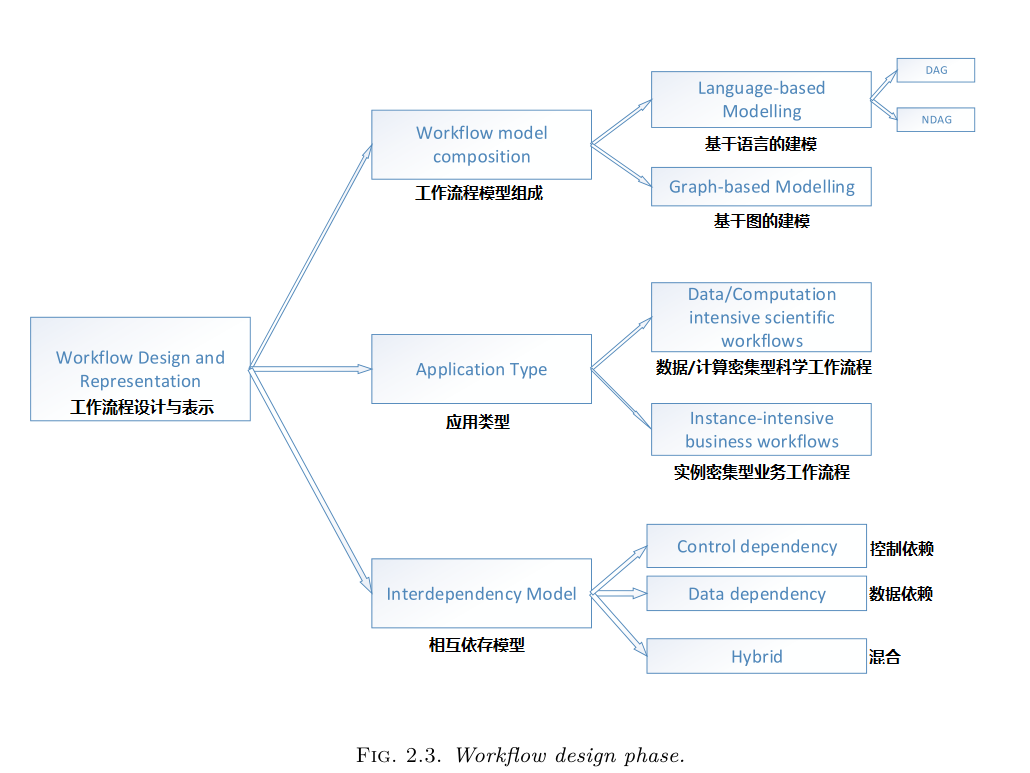 Workflow Design and
Representation
工作流程设计与表示
Workflow model
composition
工作流程模型组成
Language-based
Modelling
基于语言的建模
DAG
NDAG
Graph-based Modelling
基于图的建模
Application Type
应用类型
Data/Computation
intensive scientific
workflows
数据/计算密集型科学工作流程
Instance-intensive
business workflows
实例密集型业务工作流程
Interdependency Model
相互依存模型
Control dependency
控制依赖
Data dependency
数据依赖
Hybrid
混合
FIG. 2.3. Workflow design phase.